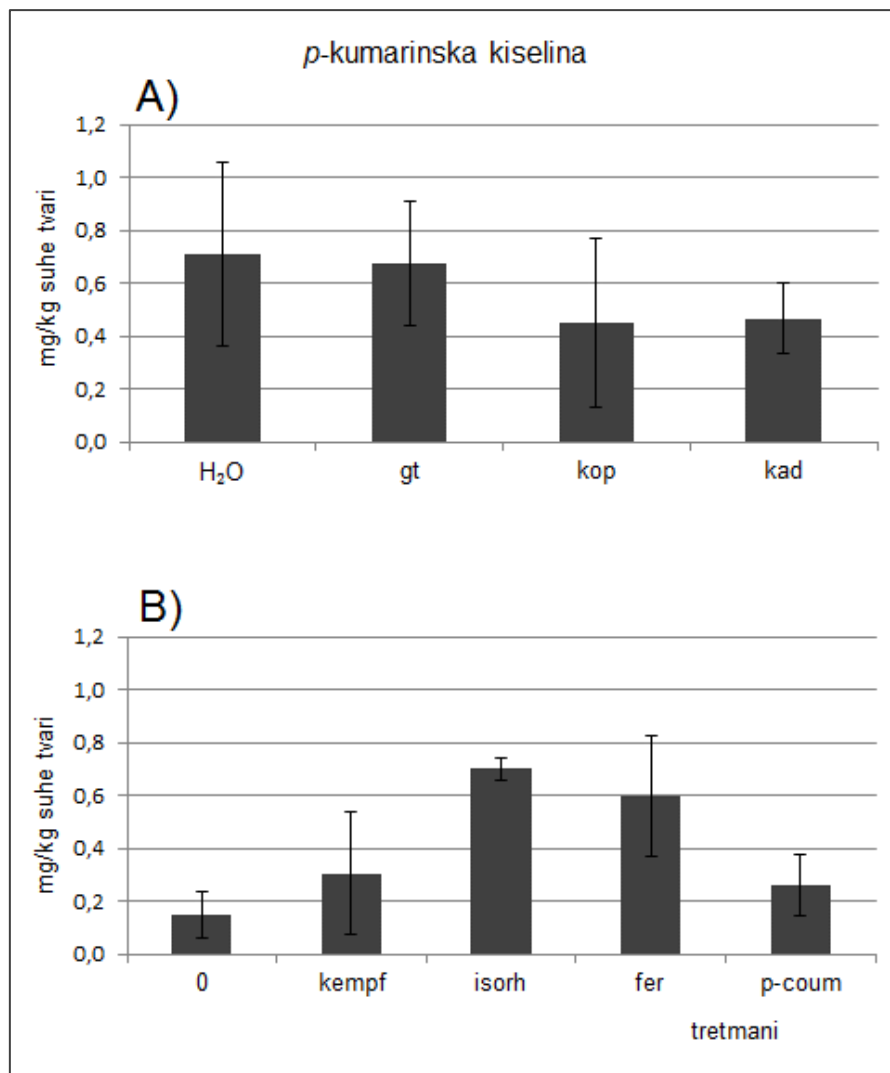 p-kumarinska kiselina
A)
mg/kg suhe tvari
1,2
1,0
0,8
0,6
0,4
0,2
0,0
H₂O gt kop kad
B)
mg/kg suhe tvari
1,2
1,0
0,8
0,6
0,4
0,2
0,0
0 kempf isorh fer p-coum
tretmani